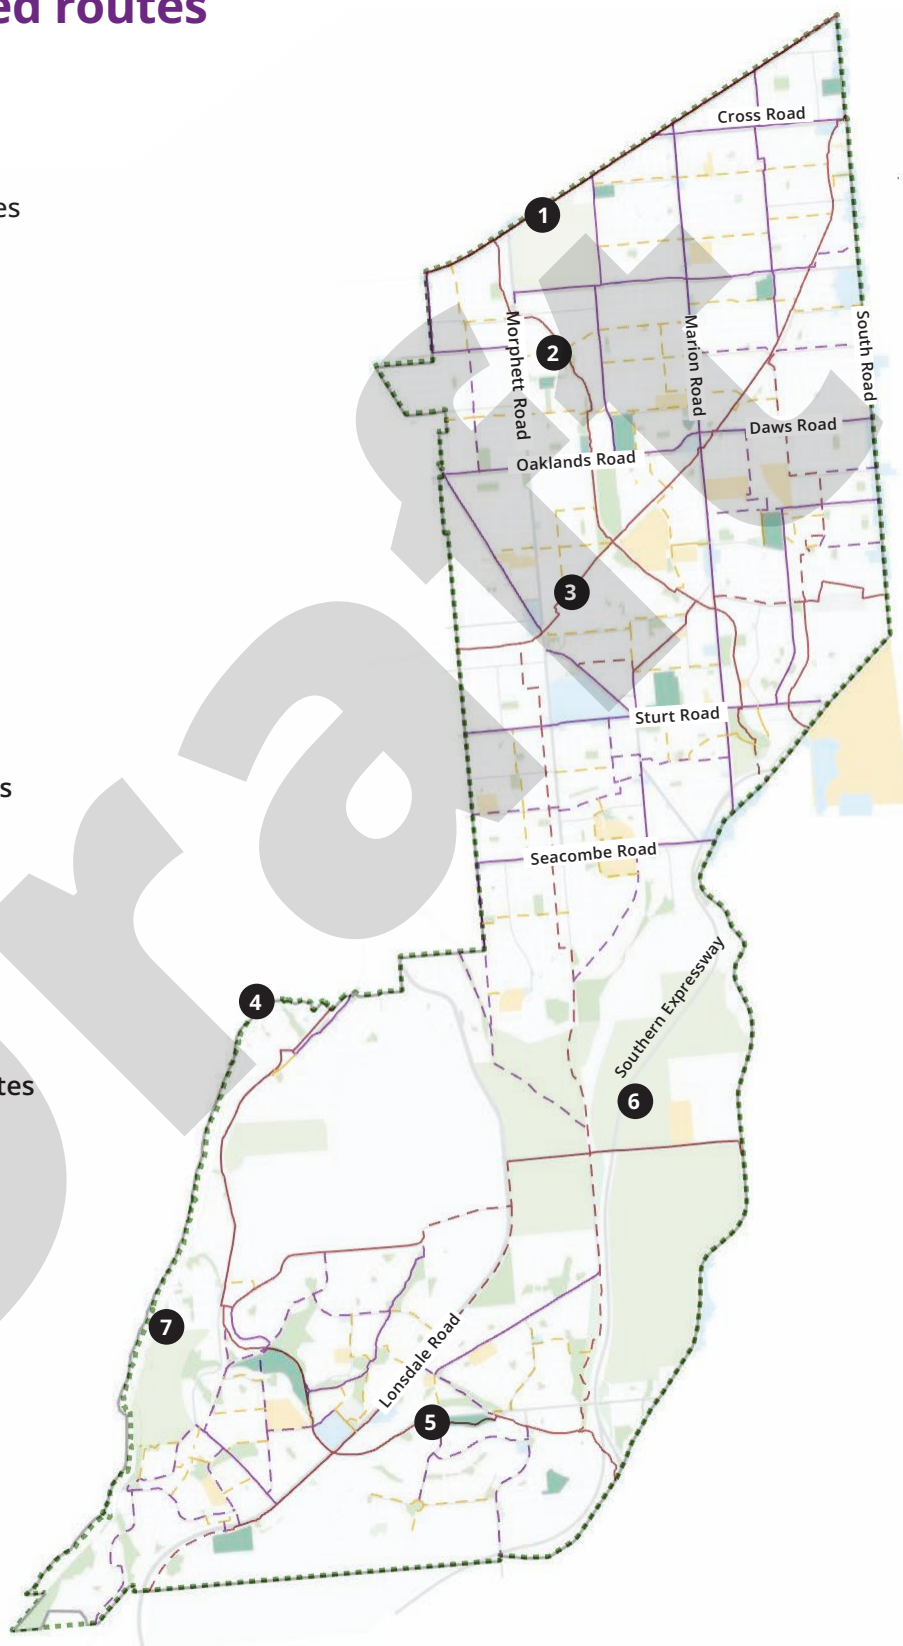 ed routes
es
s
tes
Cross Road
1
Morphett Road
2
Marion Road
South Road
Daws Road
Oaklands Road
3
Sturt Road
Seacombe Road
4
Southern Expressway
6
7
Lonsdale Road
5
Draft